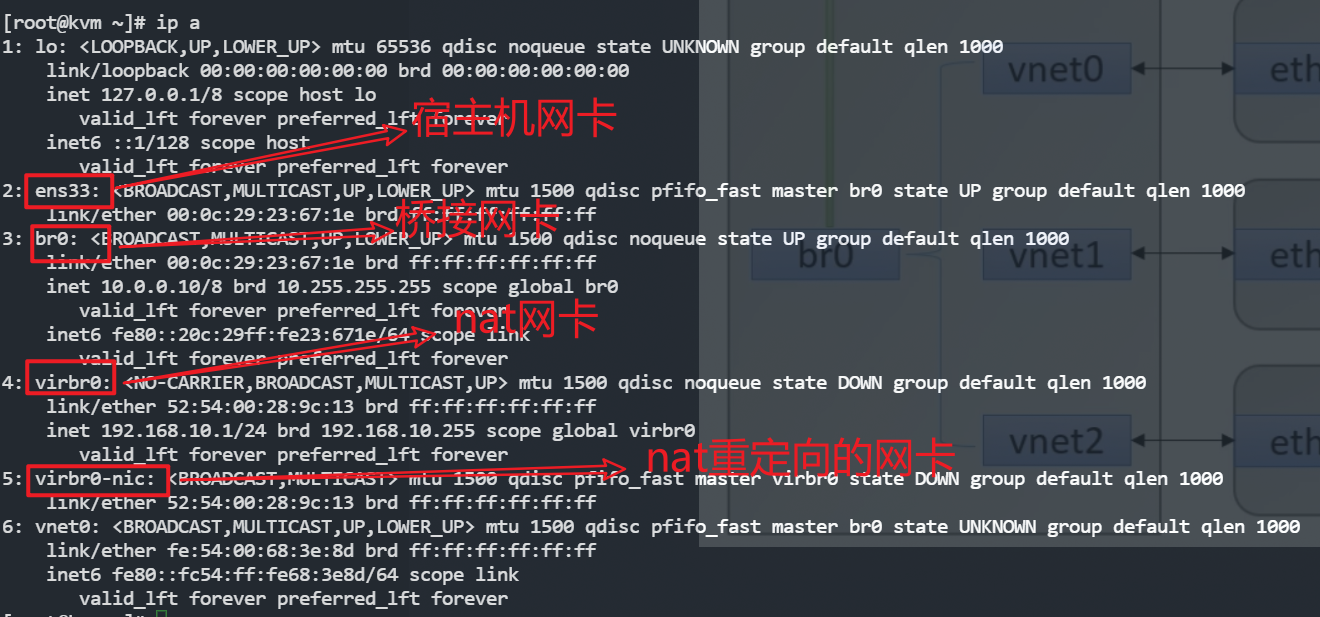 [root@kvm ~]# ip a
1: lo: <LOOPBACK,UP,LOWER_UP> mtu 65536 qdisc noqueue state UNKNOWN group default qlen 1000
link/loopback 00:00:00:00:00:00 brd 00:00:00:00:00:00
inet 127.0.0.1/8 scope host lo
valid_lft forever preferred_lft forever
宿主机网卡
inet6 ::1/128 scope host
valid_lft forever preferred_lft forever
2: ens33: <BROADCAST,MULTICAST,UP,LOWER_UP> mtu 1500 qdisc pfifo_fast master br0 state UP group default qlen 1000
link/ether 00:0c:29:23:67:1e brd ff:ff:ff:ff:ff:ff
桥接网卡
3: br0: <BROADCAST,MULTICAST,UP,LOWER_UP> mtu 1500 qdisc noqueue state UP group default qlen 1000
link/ether 00:0c:29:23:67:1e brd ff:ff:ff:ff:ff:ff
inet 10.0.0.10/8 brd 10.255.255.255 scope global br0
valid_lft forever preferred_lft forever
nat网卡
inet6 fe80::20c:29ff:fe23:671e/64 scope link
valid_lft forever preferred_lft forever
4: virbr0: <NO-CARRIER,BROADCAST,MULTICAST,UP> mtu 1500 qdisc noqueue state DOWN group default qlen 1000
link/ether 52:54:00:28:9c:13 brd ff:ff:ff:ff:ff:ff
inet 192.168.10.1/24 brd 192.168.10.255 scope global virbr0
valid_lft forever preferred_lft forever
nat重定向的网卡
5: virbr0-nic: <BROADCAST,MULTICAST> mtu 1500 qdisc pfifo_fast master virbr0 state DOWN group default qlen 1000
link/ether 52:54:00:28:9c:13 brd ff:ff:ff:ff:ff:ff
6: vnet0: <BROADCAST,MULTICAST,UP,LOWER_UP> mtu 1500 qdisc pfifo_fast master br0 state UNKNOWN group default qlen 1000
link/ether fe:54:00:68:3e:8d brd ff:ff:ff:ff:ff:ff
inet6 fe80::fc54:ff:fe68:3e8d/64 scope link
valid_lft forever preferred_lft forever
vnet0 eth
br0 vnet1 eth
vnet2 eth